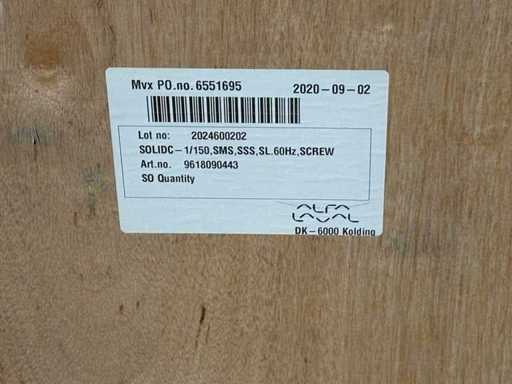 Mvx PO.no. 6551695 2020-09-02
Lot no: 2024600202
SOLIDC-1/150,SMS,SSS,SL.60Hz,SCREW
Art.no. 9618090443
SO Quantity
ALFA
LAVAL
DK-6000 Kolding